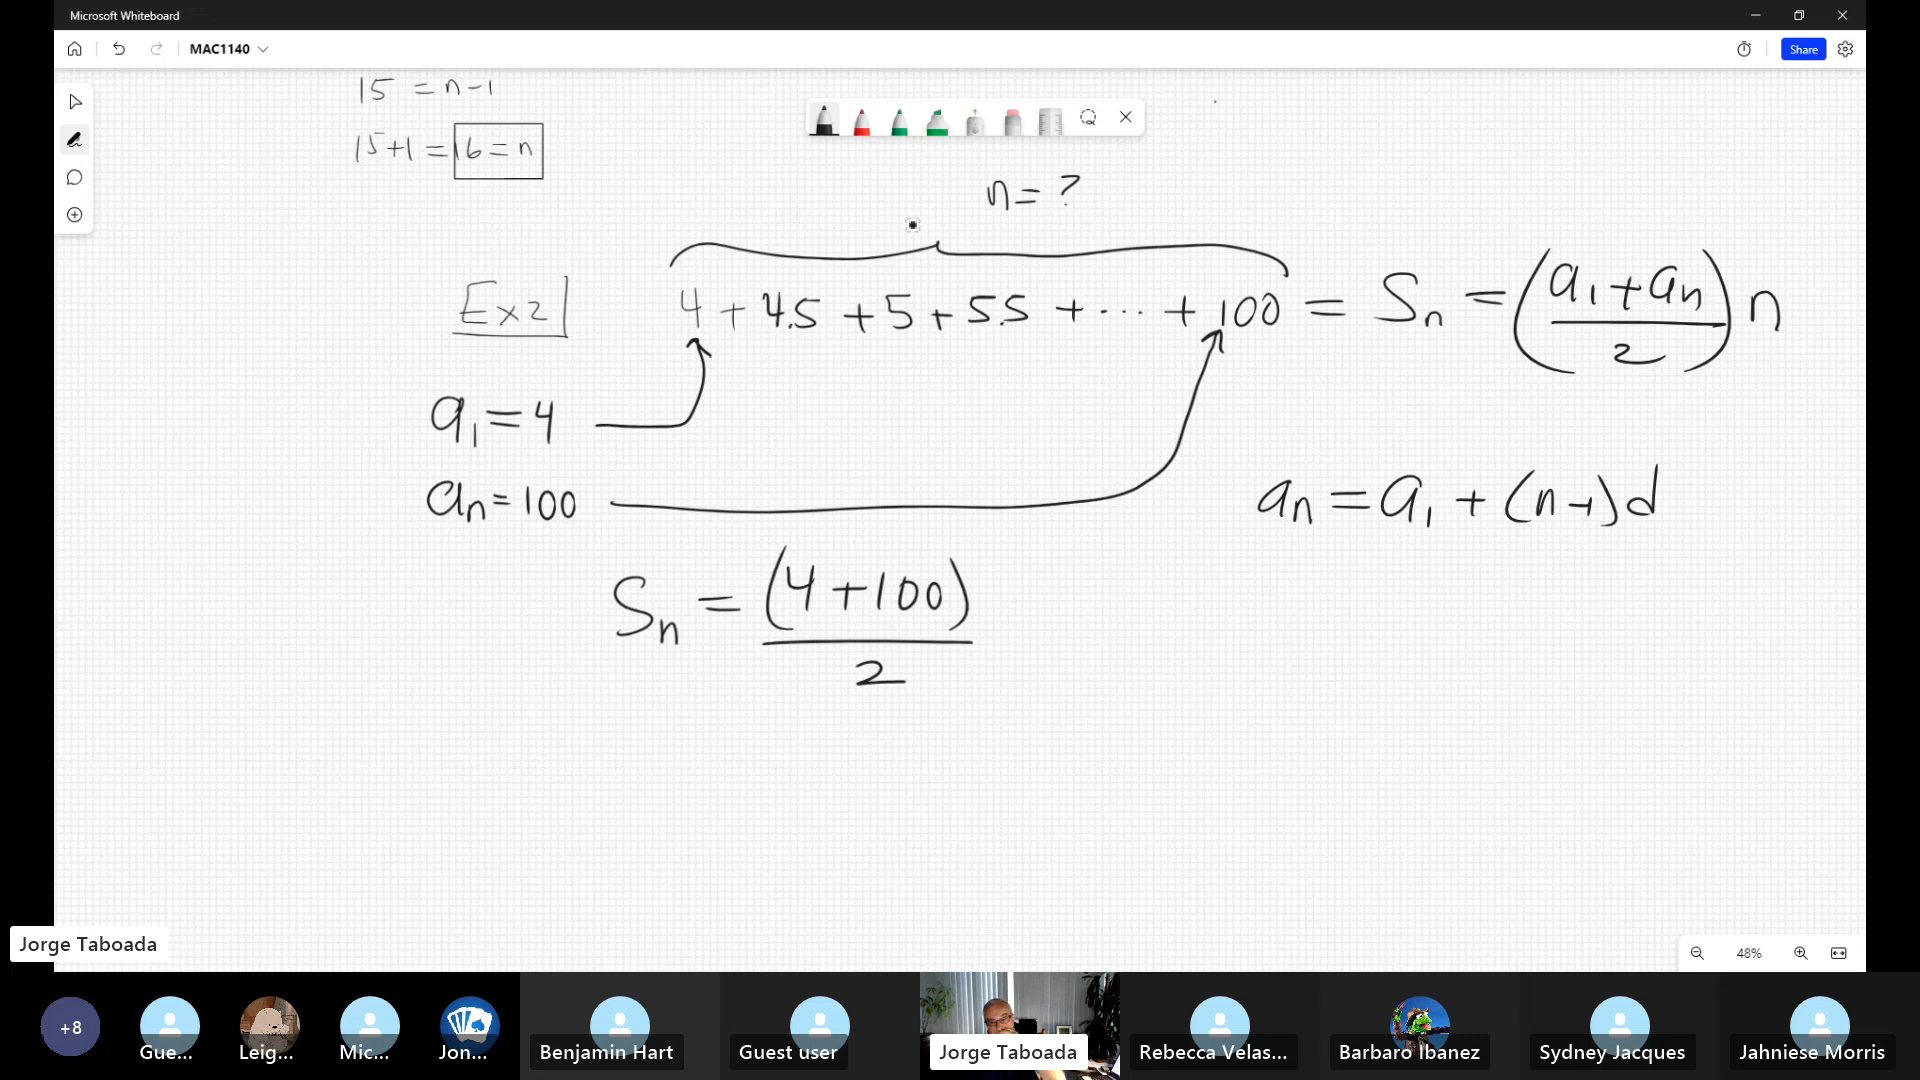 Microsoft Whiteboard
MAC1140
Share
15 = n-1
15+1 = 16 = n
n = ?
Ex2
4 + 4.5 + 5 + 5.5 + ... + 100 = Sn = (a1 + an / 2) n
a1 = 4
an = 100
an = a1 + (n-1)d
Sn = (4+100) / 2
48%
Jorge Taboada
+8
Gue...
Leig...
Mic...
Jon...
Benjamin Hart
Guest user
Jorge Taboada
Rebecca Velas...
Barbaro Ibanez
Sydney Jacques
Jahniese Morris